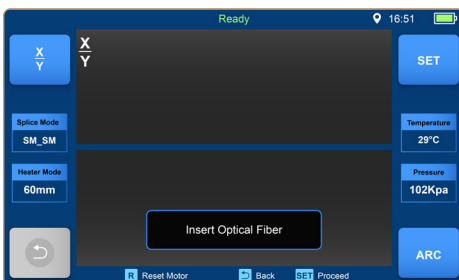 Ready
16:51
X
Y
X
Y
SET
Splice Mode
SM_SM
Temperature
29°C
Heater Mode
60mm
Pressure
102Kpa
Insert Optical Fiber
ARC
R Reset Motor
Back
SET Proceed